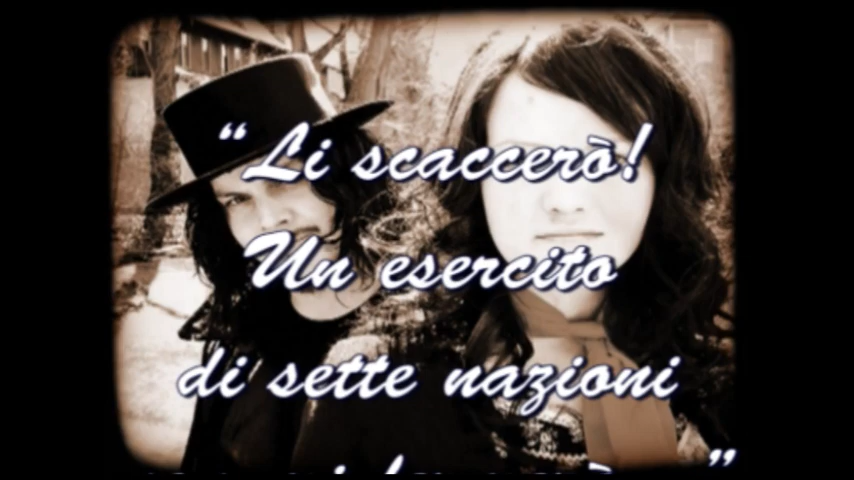 “Li scaccerò!
Un esercito
di sette nazioni
”